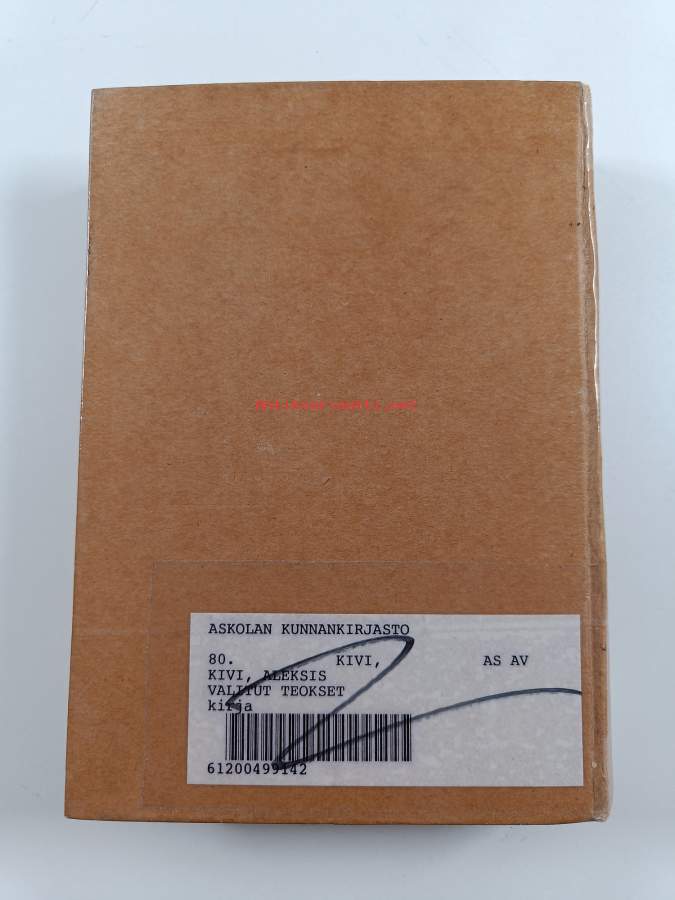 ASKOLAN KUNNANKIRJASTO
80. KIVI, AS AV
KIVI, ALEKSIS
VALITUT TEOKSET
kirja
61200499142